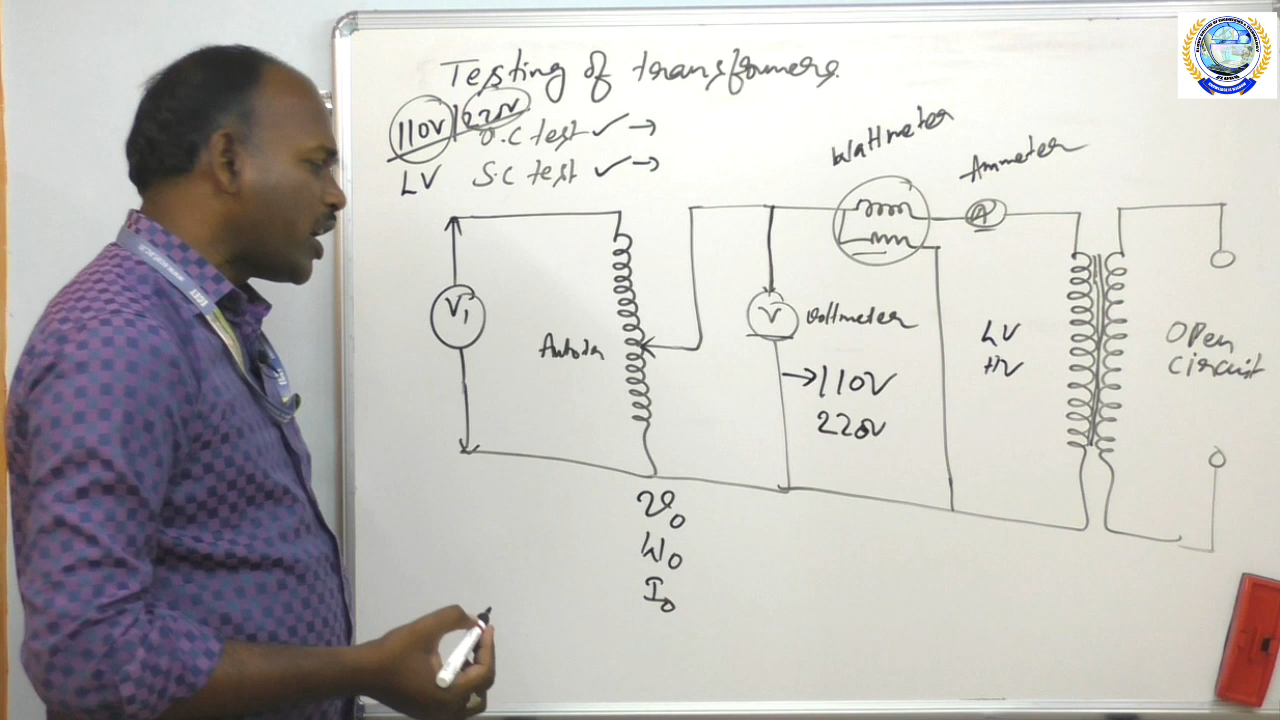 Testing of transformers.
110V / 220V
O.C test ✓ →
LV S.C test ✓ →
Wattmeter
Ammeter
A
V1
Autotr
V
Voltmeter
→ 110V
220V
LV
HV
Open
circuit
V0
W0
I0